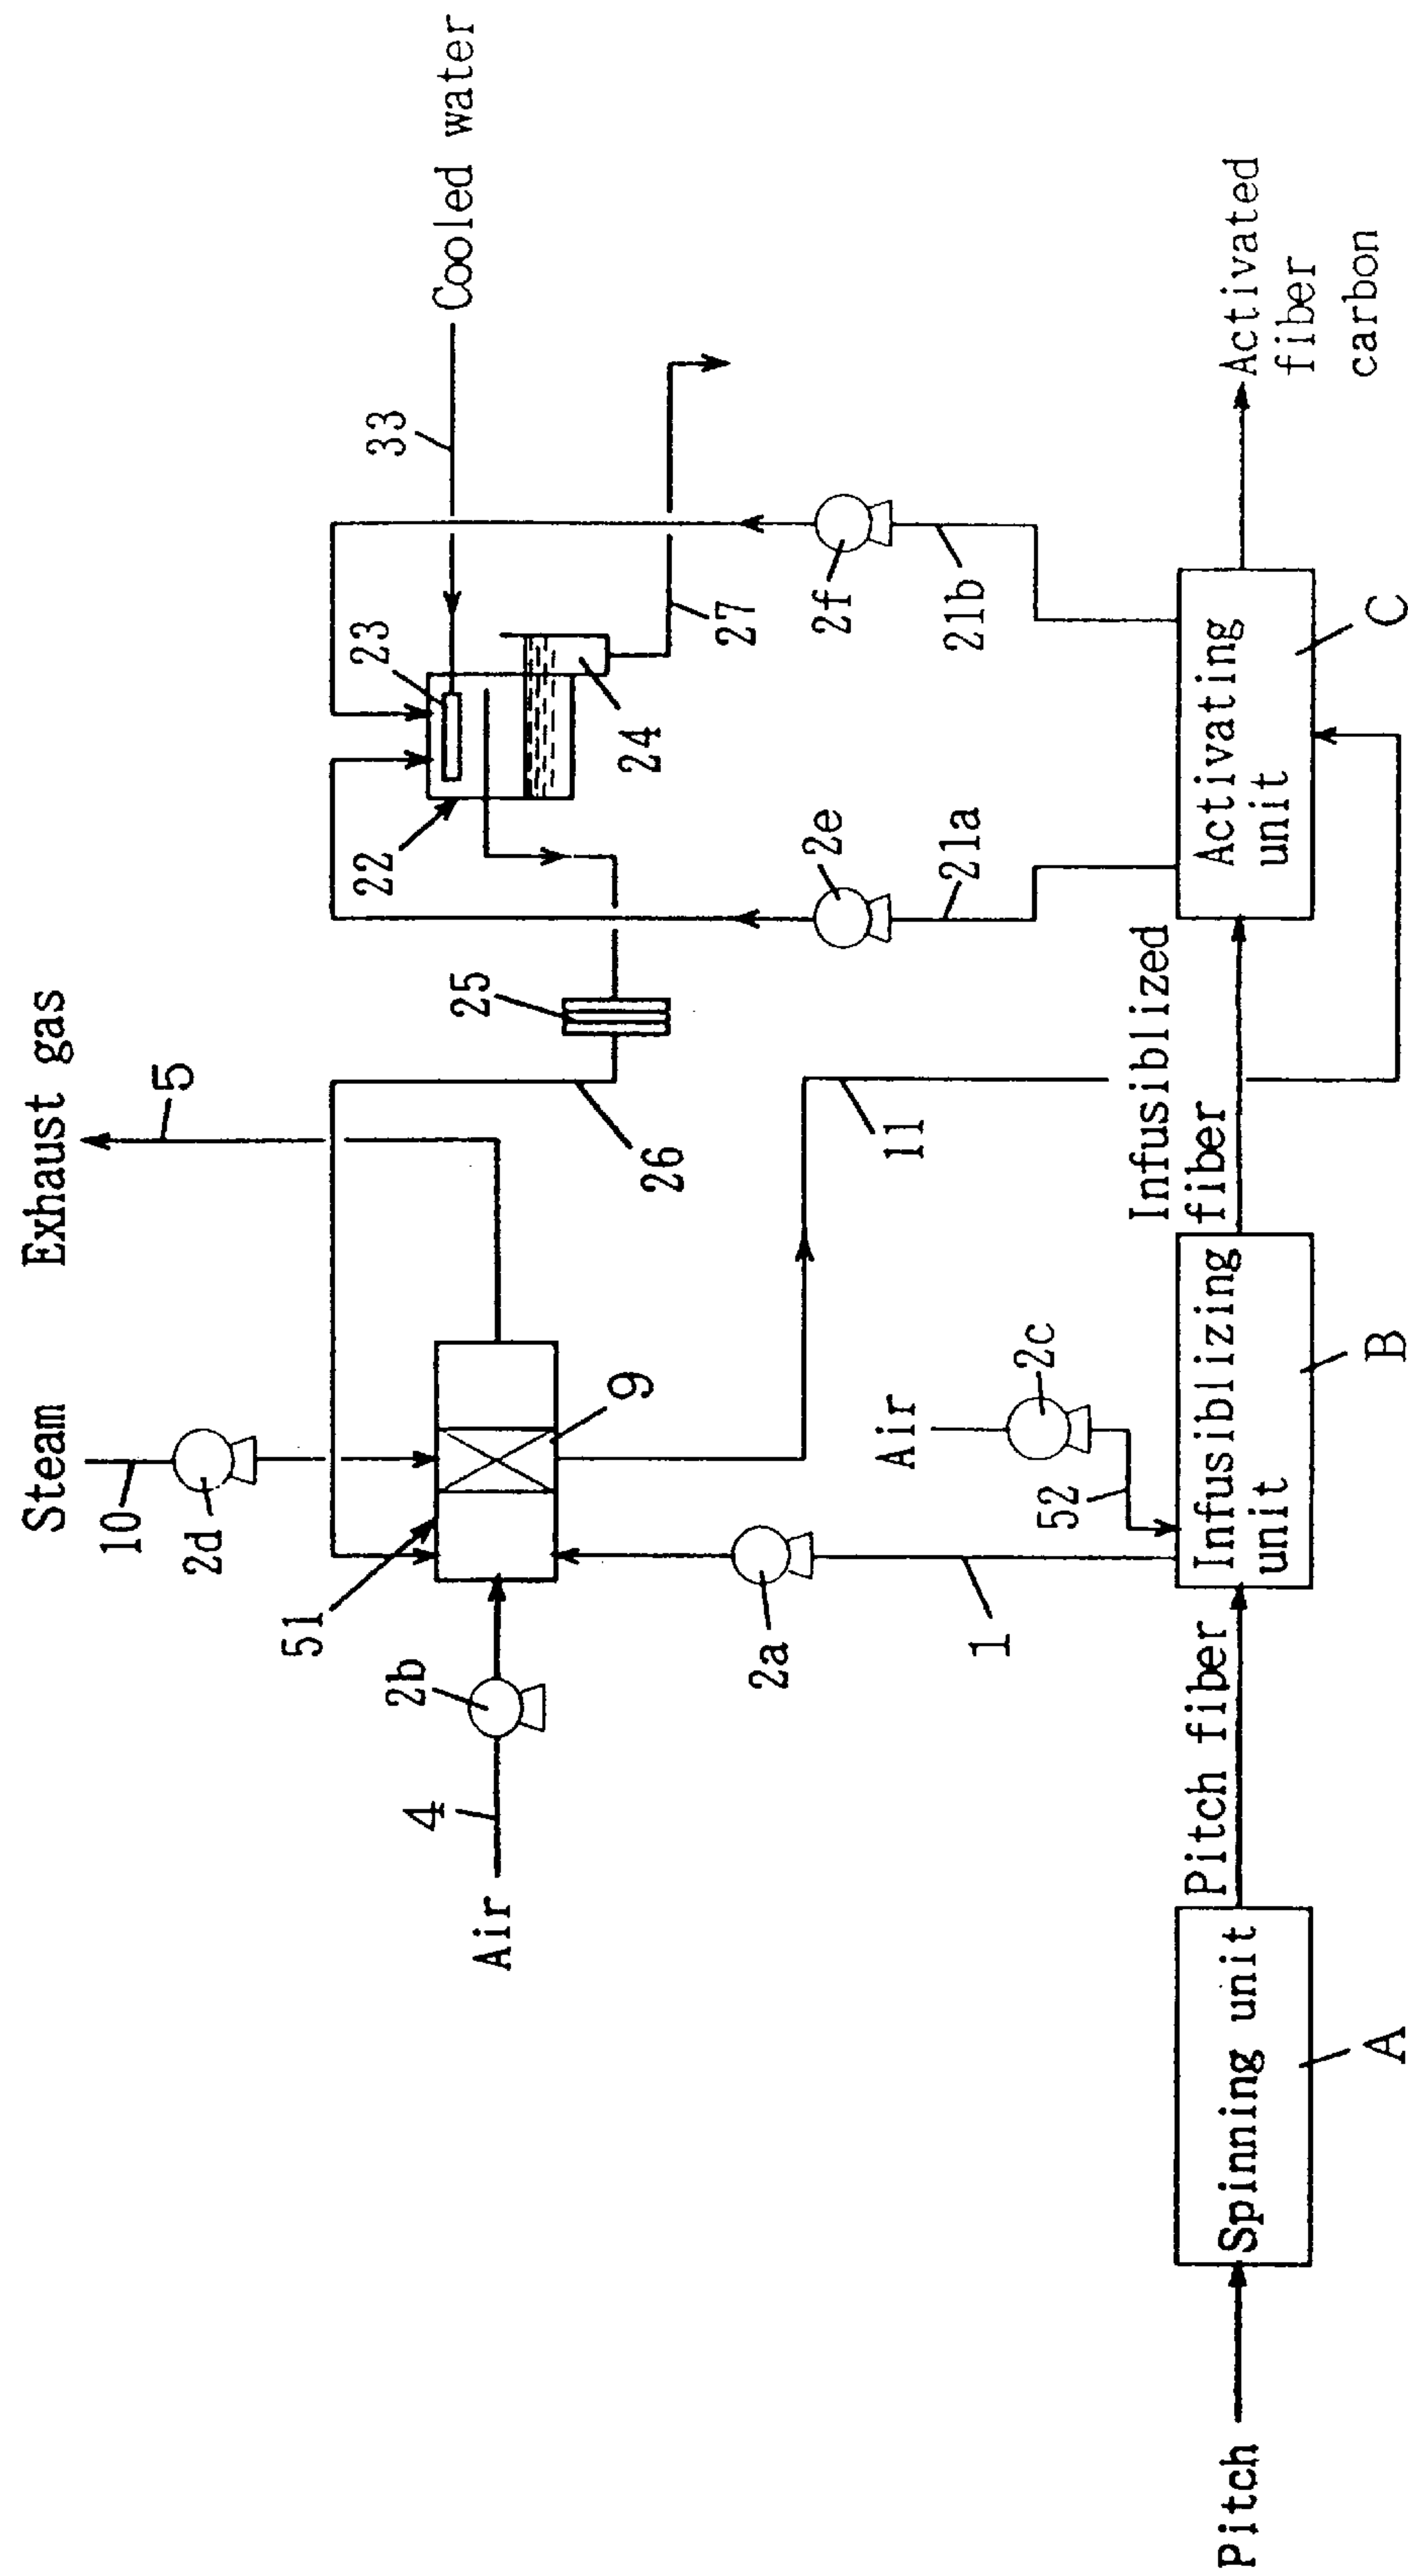 Steam
Exhaust gas
10
2d
5
51
2b
4
Air
9
26
25
22
23
33
Cooled water
24
27
2a
1
Air
2c
52
11
2e
21a
2f
21b
Pitch
Spinning unit
A
Pitch fiber
Infusiblizing
unit
B
Infusiblized
fiber
Activating
unit
C
Activated
fiber
carbon